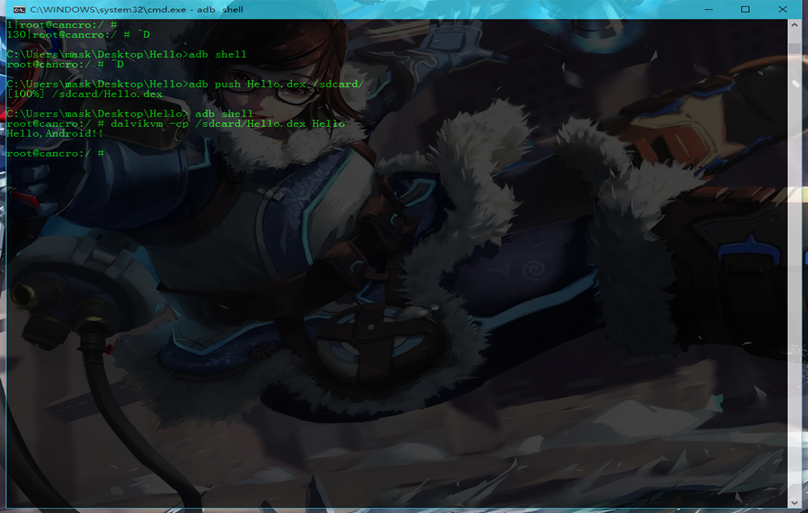 C:\WINDOWS\system32\cmd.exe - adb shell
1|root@cancro:/ #
130|root@cancro:/ # ^D
C:\Users\mask\Desktop\Hello>adb shell
root@cancro:/ # ^D
C:\Users\mask\Desktop\Hello>adb push Hello.dex /sdcard/
[100%] /sdcard/Hello.dex
C:\Users\mask\Desktop\Hello> adb shell
root@cancro:/ # dalvikvm -cp /sdcard/Hello.dex Hello
Hello,Android!!
root@cancro:/ #